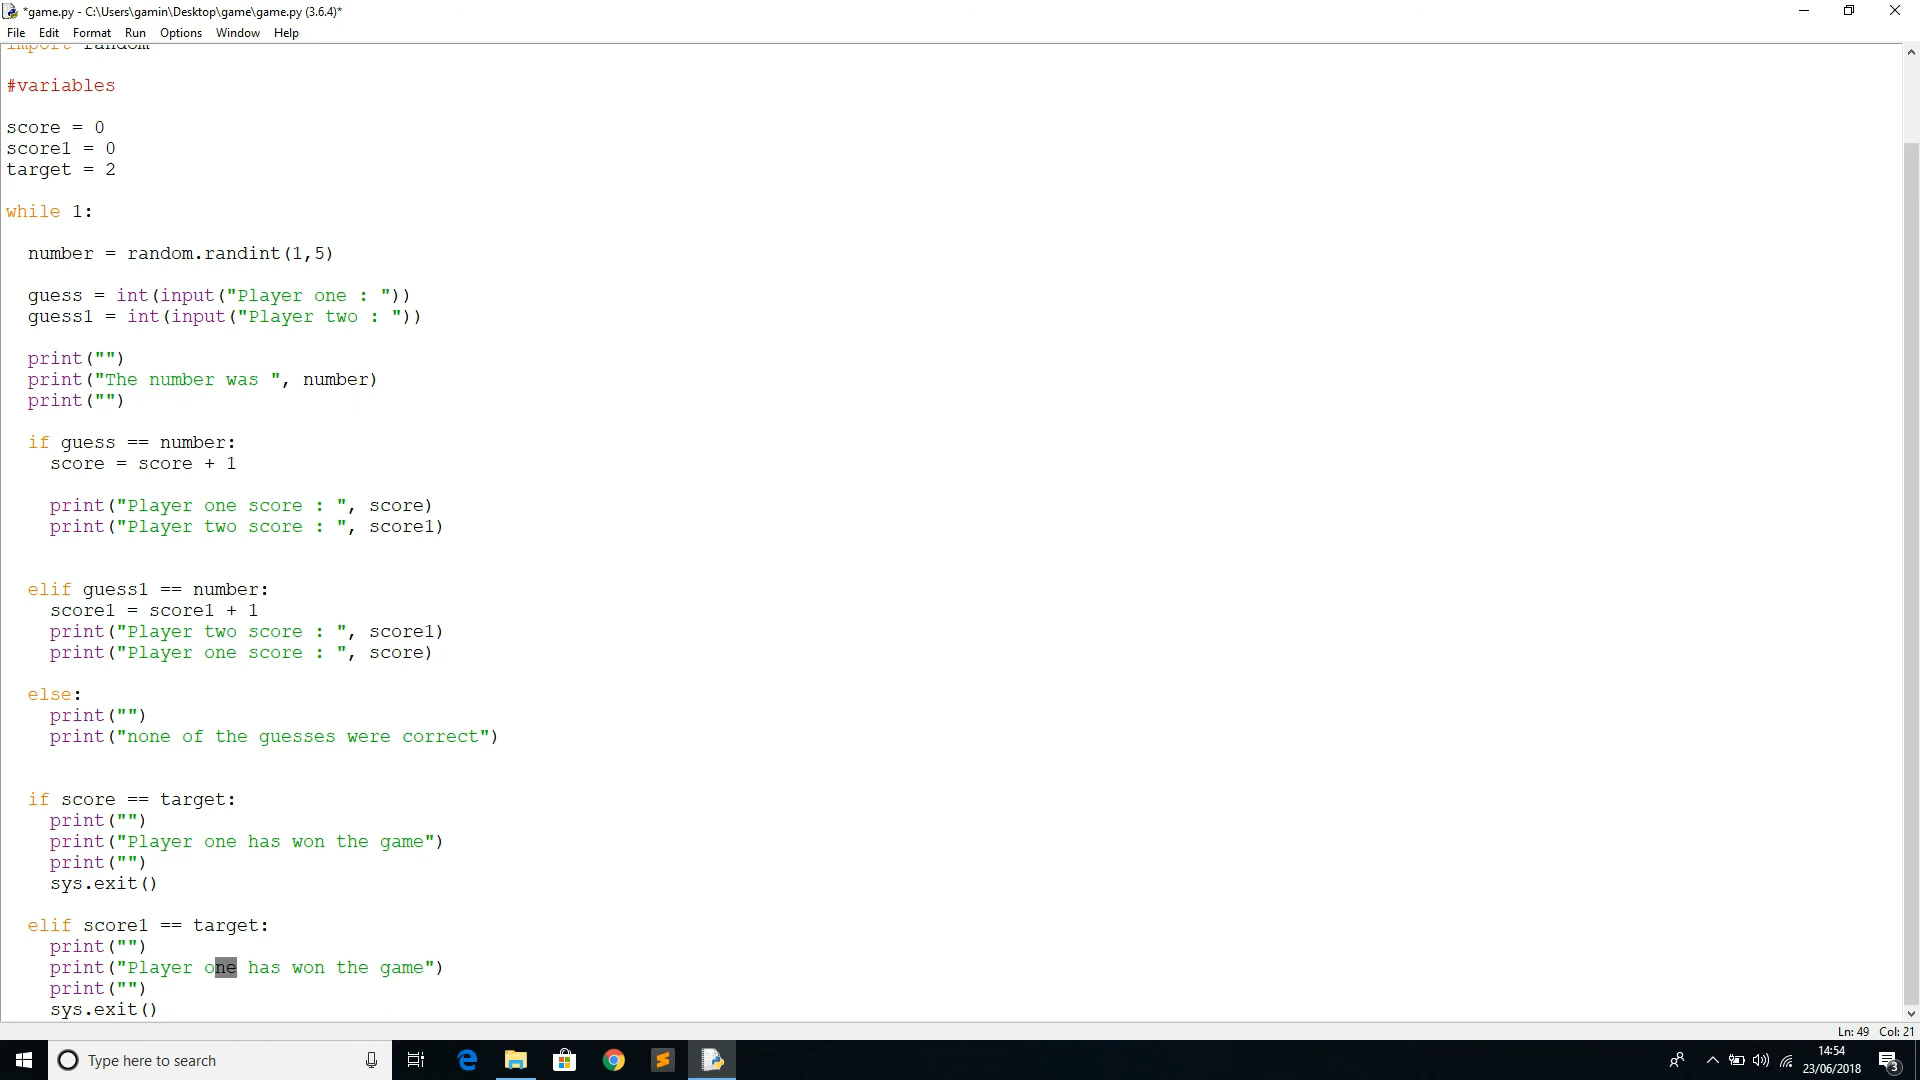 *game.py - C:\Users\gamin\Desktop\game\game.py (3.6.4)*
File Edit Format Run Options Window Help
import random
#variables
score = 0
score1 = 0
target = 2
while 1:
number = random.randint(1,5)
guess = int(input("Player one : "))
guess1 = int(input("Player two : "))
print("")
print("The number was ", number)
print("")
if guess == number:
score = score + 1
print("Player one score : ", score)
print("Player two score : ", score1)
elif guess1 == number:
score1 = score1 + 1
print("Player two score : ", score1)
print("Player one score : ", score)
else:
print("")
print("none of the guesses were correct")
if score == target:
print("")
print("Player one has won the game")
print("")
sys.exit()
elif score1 == target:
print("")
print("Player one has won the game")
print("")
sys.exit()
Ln: 49 Col: 21
Type here to search
14:54
23/06/2018
3